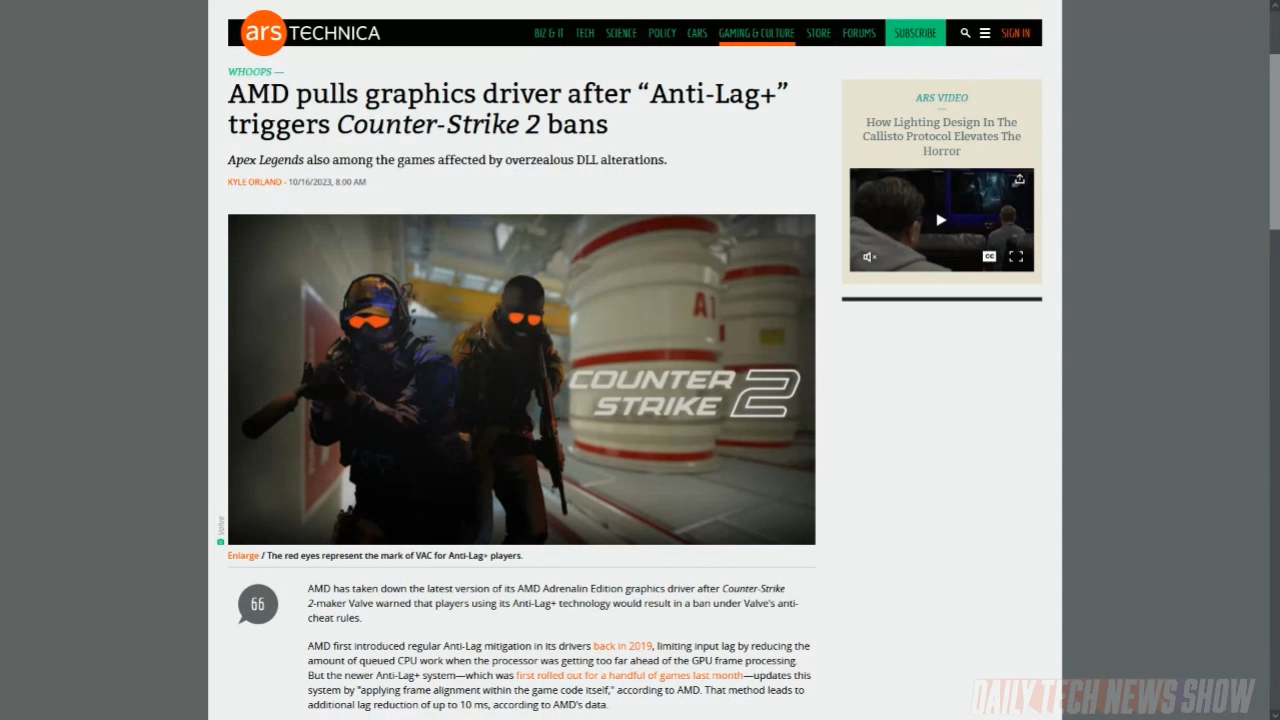 ars TECHNICA
BIZ & IT TECH SCIENCE POLICY CARS GAMING & CULTURE STORE FORUMS SUBSCRIBE SIGN IN
WHOOPS —
AMD pulls graphics driver after “Anti-Lag+”
triggers Counter-Strike 2 bans
Apex Legends also among the games affected by overzealous DLL alterations.
KYLE ORLAND - 10/16/2023, 8:00 AM
ARS VIDEO
How Lighting Design In The
Callisto Protocol Elevates The
Horror
CC
A1
COUNTER
STRIKE 2
Valve
Enlarge / The red eyes represent the mark of VAC for Anti-Lag+ players.
66
AMD has taken down the latest version of its AMD Adrenalin Edition graphics driver after Counter-Strike
2-maker Valve warned that players using its Anti-Lag+ technology would result in a ban under Valve's anti-
cheat rules.
AMD first introduced regular Anti-Lag mitigation in its drivers back in 2019, limiting input lag by reducing the
amount of queued CPU work when the processor was getting too far ahead of the GPU frame processing.
But the newer Anti-Lag+ system—which was first rolled out for a handful of games last month—updates this
system by "applying frame alignment within the game code itself," according to AMD. That method leads to
additional lag reduction of up to 10 ms, according to AMD's data.
DAILY TECH NEWS SHOW